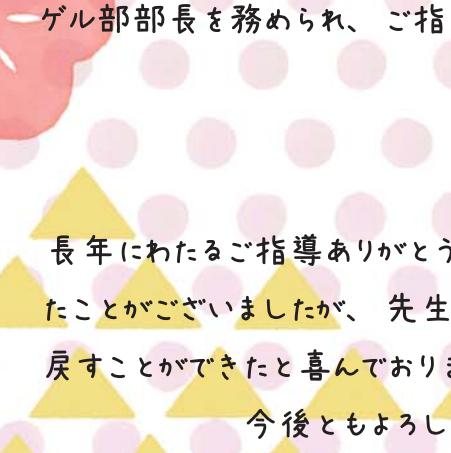 ゲル部部長を務められ、 ご指
長年にわたるご指導ありがとう
たことがございましたが、 先生
戻すことができたと喜んでおりま
今後ともよろし